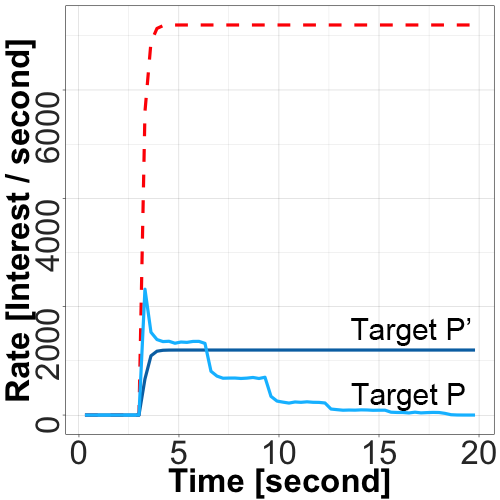 Rate [Interest / second]
6000
4000
2000
0
Target P’
Target P
0 5 10 15 20
Time [second]